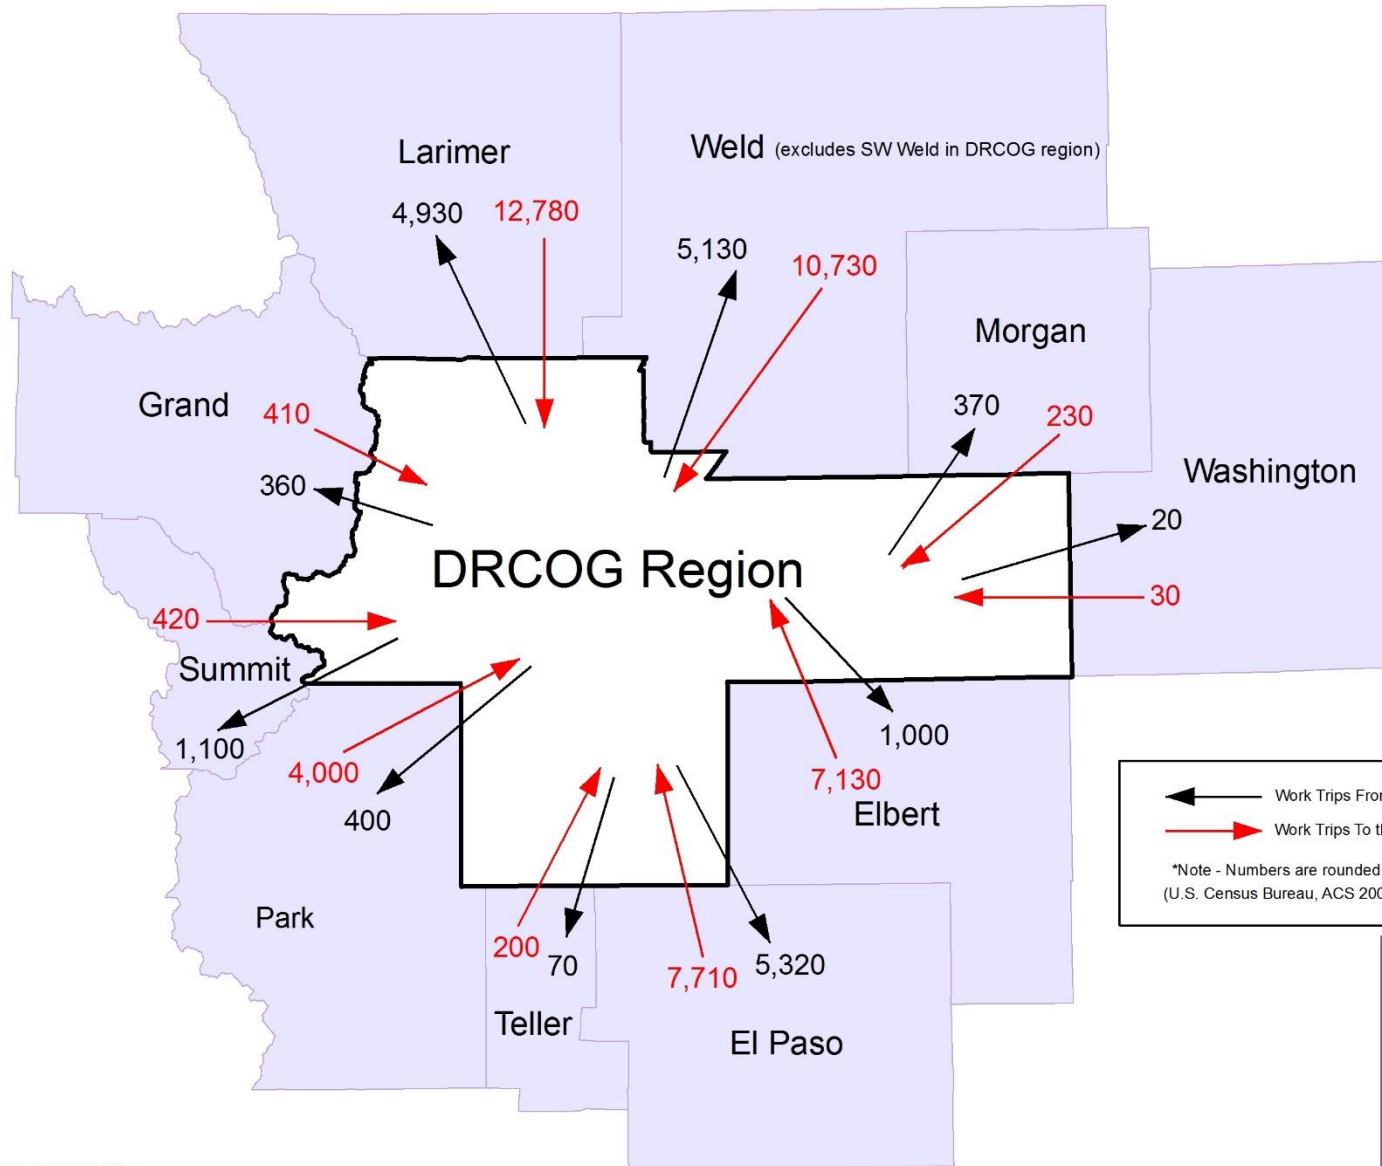 Larimer
Weld (excludes SW Weld in DRCOG region)
4,930
12,780
5,130
10,730
Morgan
Grand
410
370
230
360
Washington
20
DRCOG Region
30
420
Summit
1,100
4,000
400
1,000
7,130
Elbert
Work Trips
Work Trips To
*Note - Numbers are rounded
(U.S. Census Bureau, ACS
Park
200
70
7,710
5,320
Teller
El Paso